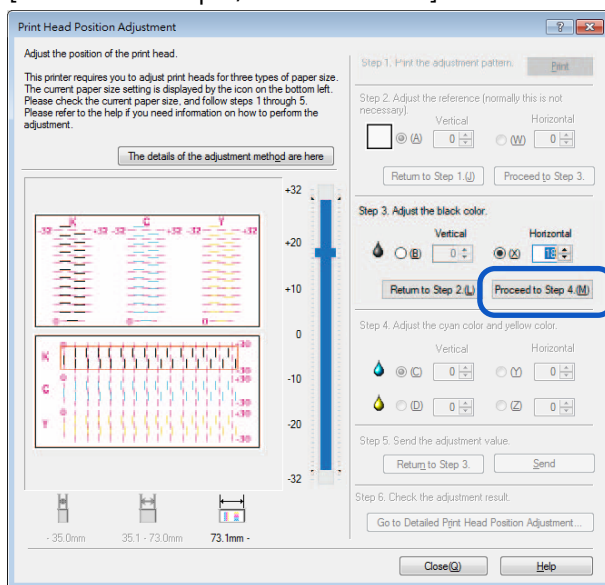 Print Head Position Adjustment
Adjust the position of the print head.
This printer requires you to adjust print heads for three types of paper size.
The current paper size setting is displayed by the icon on the bottom left.
Please check the current paper size, and follow steps 1 through 5.
Please refer to the help if you need information on how to perform the
adjustment.
The details of the adjustment method are here
K C Y
-32 +32 -32 +32 -32 +32
K
C
Y
+30
-30
+30
-30
+30
-30
+32
+20
+10
0
-10
-20
-32
- 35.0mm 35.1 - 73.0mm 73.1mm -
Step 1. Print the adjustment pattern. Print
Step 2. Adjust the reference (normally this is not
necessary).
Vertical Horizontal
(A) 0 (W) 0
Return to Step 1.(J) Proceed to Step 3.
Step 3. Adjust the black color.
Vertical Horizontal
(B) 0 (X) 18
Return to Step 2.(L) Proceed to Step 4.(M)
Step 4. Adjust the cyan color and yellow color.
Vertical Horizontal
(C) 0 (Y) 0
(D) 0 (Z) 0
Step 5. Send the adjustment value.
Return to Step 3. Send
Step 6. Check the adjustment result.
Go to Detailed Print Head Position Adjustment...
Close(Q) Help